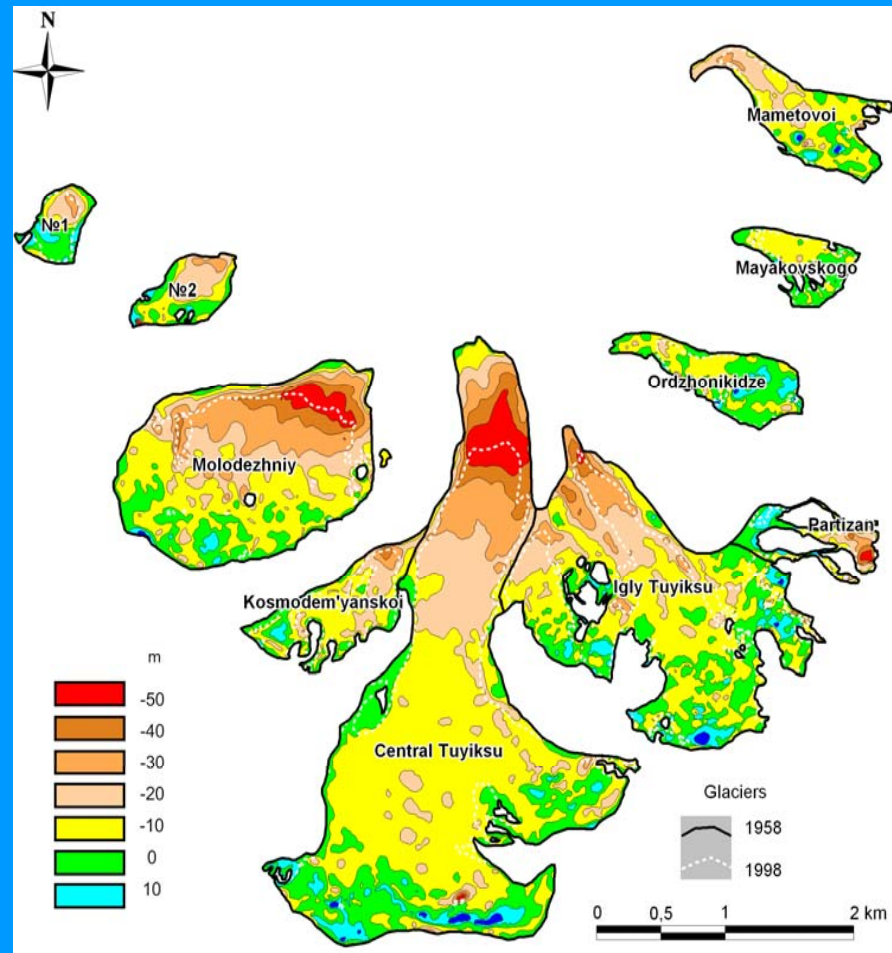 N
Mametovoi
№1
Mayakovskogo
№2
Ordzhonikidze
Molodezhniy
Partizan
Igly Tuyiksu
Kosmodem'yanskoi
Central Tuyiksu
m
-50
-40
-30
-20
-10
0
10
Glaciers
1958
1998
0 0,5 1 2 km